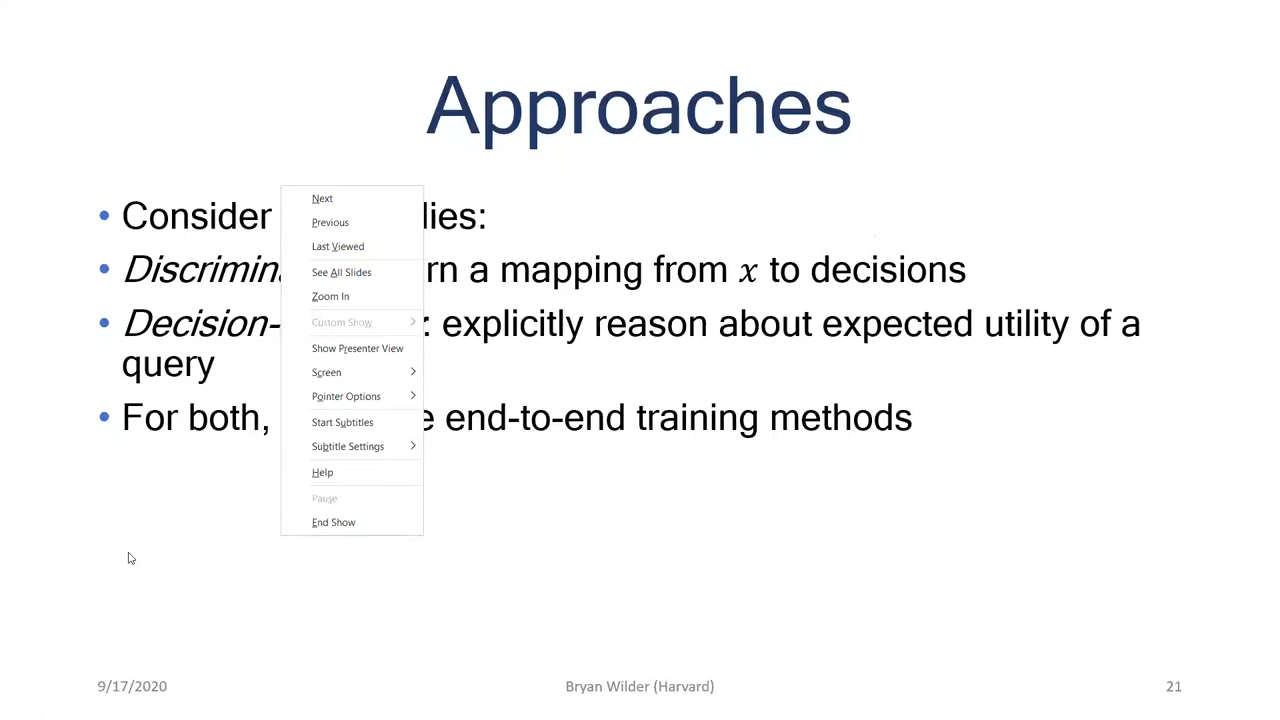 Approaches
• Consider lies:
• Discrimin rn a mapping from x to decisions
• Decision- : explicitly reason about expected utility of a
query
• For both, e end-to-end training methods
Next
Previous
Last Viewed
See All Slides
Zoom In
Custom Show
Show Presenter View
Screen
Pointer Options
Start Subtitles
Subtitle Settings
Help
Pause
End Show
9/17/2020 Bryan Wilder (Harvard) 21